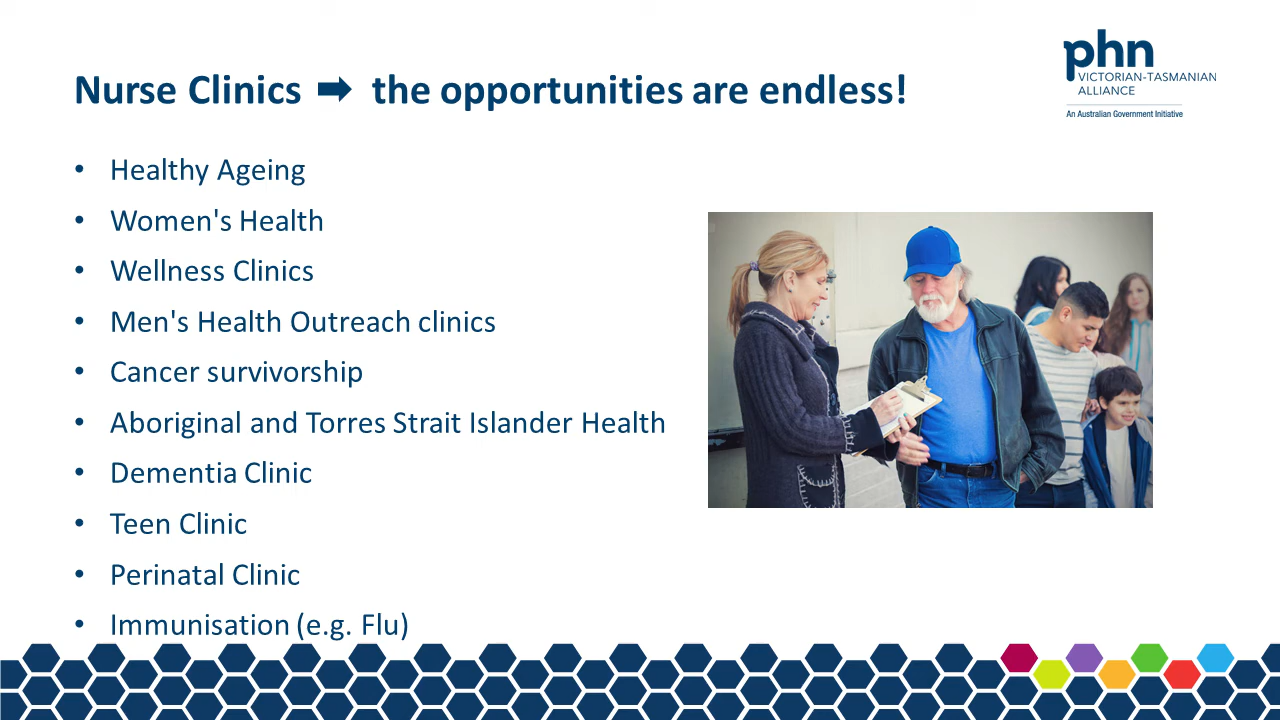 phn
VICTORIAN-TASMANIAN
ALLIANCE
An Australian Government Initiative
Nurse Clinics ➡ the opportunities are endless!
• Healthy Ageing
• Women's Health
• Wellness Clinics
• Men's Health Outreach clinics
• Cancer survivorship
• Aboriginal and Torres Strait Islander Health
• Dementia Clinic
• Teen Clinic
• Perinatal Clinic
• Immunisation (e.g. Flu)